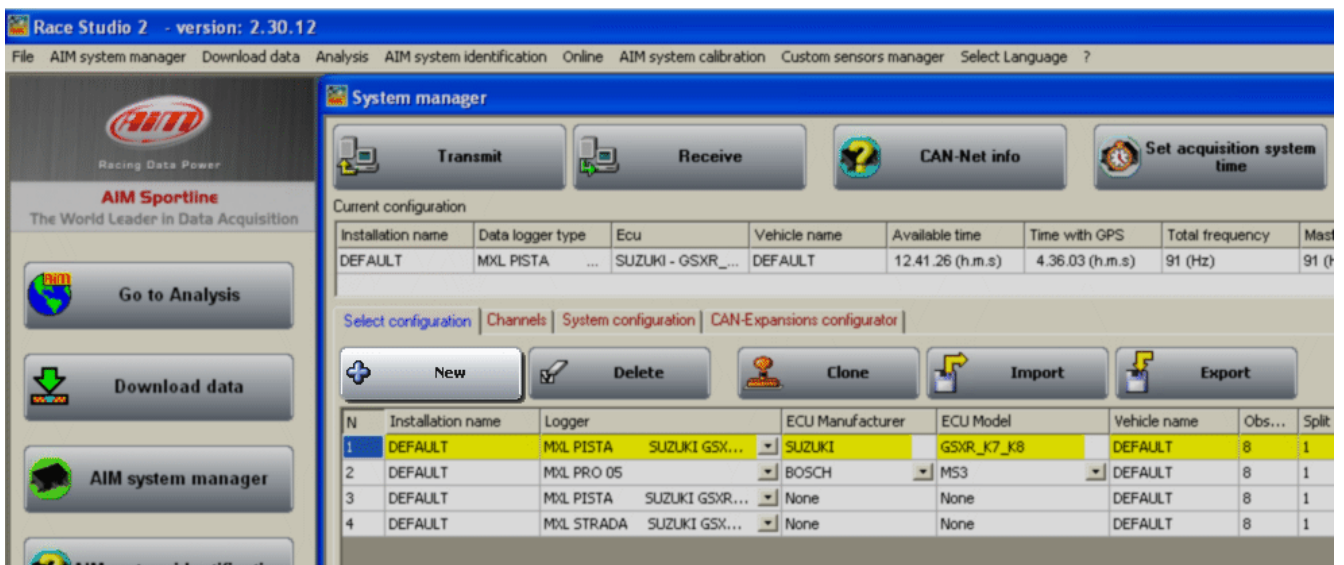 Race Studio 2 - version: 2.30.12
File AIM system manager Download data Analysis AIM system identification Online AIM system calibration Custom sensors manager Select Language ?
AiM
Racing Data Power
AIM Sportline
The World Leader in Data Acquisition
Go to Analysis
Download data
AIM system manager
System manager
Transmit Receive CAN-Net info Set acquisition system time
Current configuration
Installation name Data logger type Ecu Vehicle name Available time Time with GPS Total frequency
DEFAULT MXL PISTA ... SUZUKI - GSXR_... DEFAULT 12.41.26 (h.m.s) 4.36.03 (h.m.s) 91 (Hz) 91
Select configuration Channels System configuration CAN-Expansions configurator
New Delete Clone Import Export
N Installation name Logger ECU Manufacturer ECU Model Vehicle name Obs... Split
1 DEFAULT MXL PISTA SUZUKI GSX... SUZUKI GSXR_K7_K8 DEFAULT 8 1
2 DEFAULT MXL PRO 05 BOSCH MS3 DEFAULT 8 1
3 DEFAULT MXL PISTA SUZUKI GSXR... None None DEFAULT 8 1
4 DEFAULT MXL STRADA SUZUKI GSX... None None DEFAULT 8 1